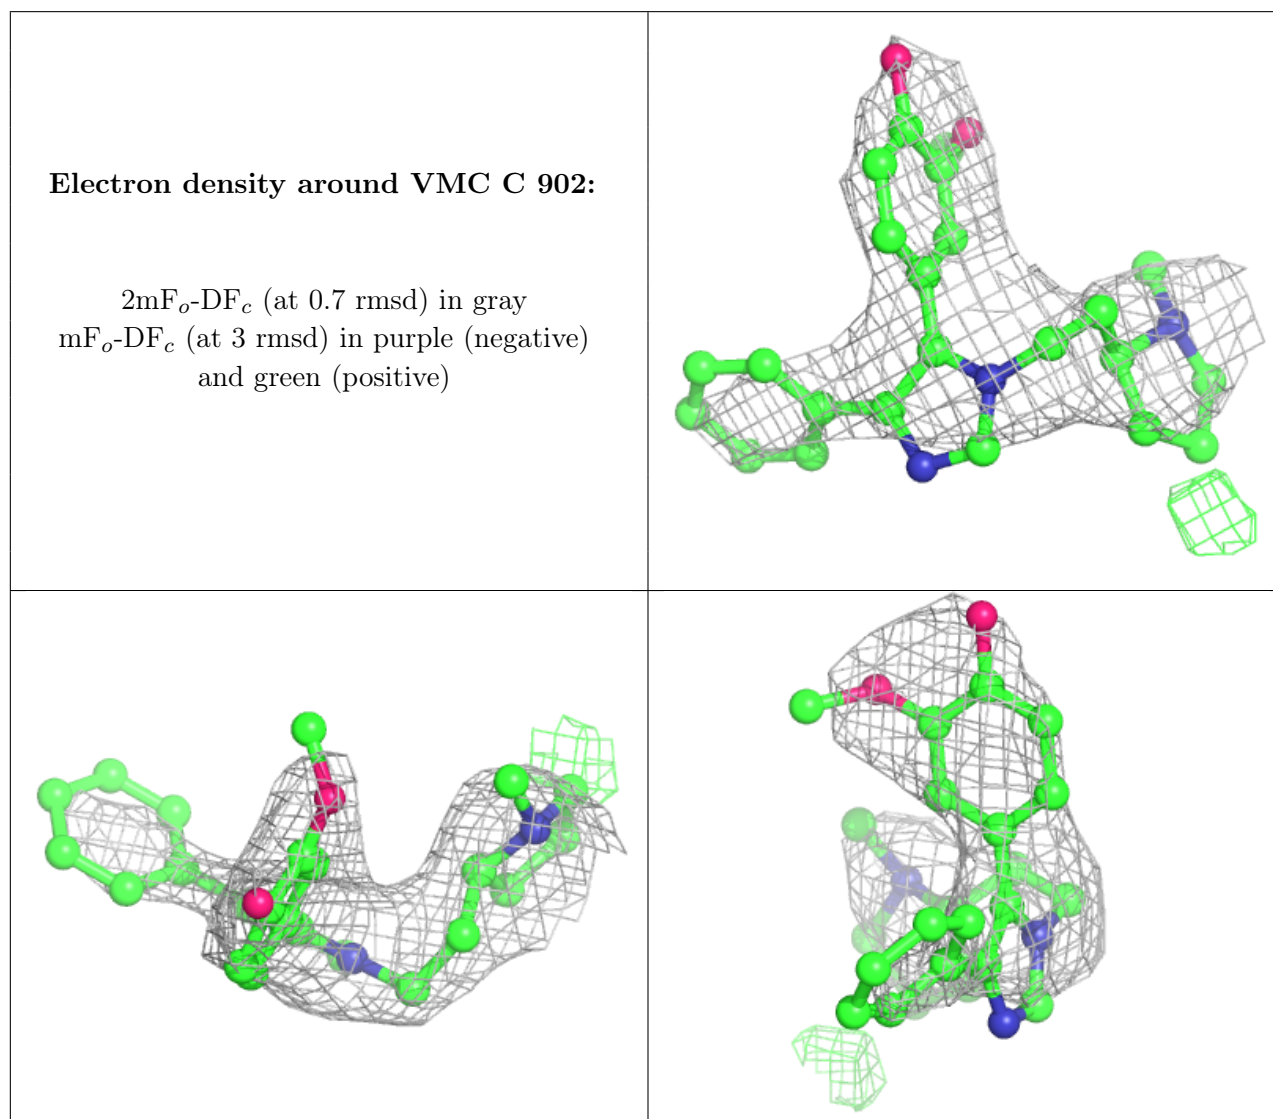 Electron density around VMC C 902:
2mFo-DFc (at 0.7 rmsd) in gray
mFo-DFc (at 3 rmsd) in purple (negative)
and green (positive)